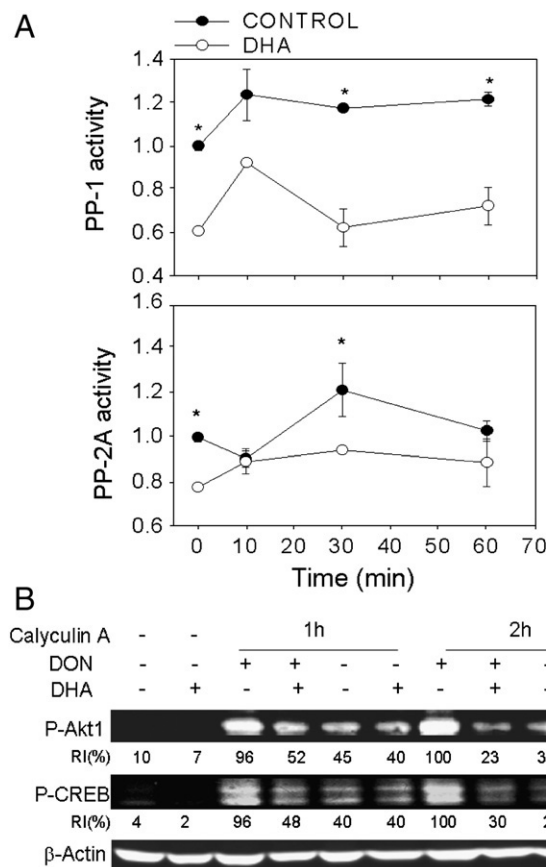 A
CONTROL
DHA
PP-1 activity
1.4
1.2
1.0
0.8
0.6
0.4
* * *
PP-2A activity
1.6
1.4
1.2
1.0
0.8
0.6
* *
0 10 20 30 40 50 60 70
Time (min)
B
Calyculin A - - 1h 2h
DON - - + + - - + + -
DHA - + - + - + - + -
P-Akt1
RI(%) 10 7 96 52 45 40 100 23 3
P-CREB
RI(%) 4 2 96 48 40 40 100 30
β-Actin